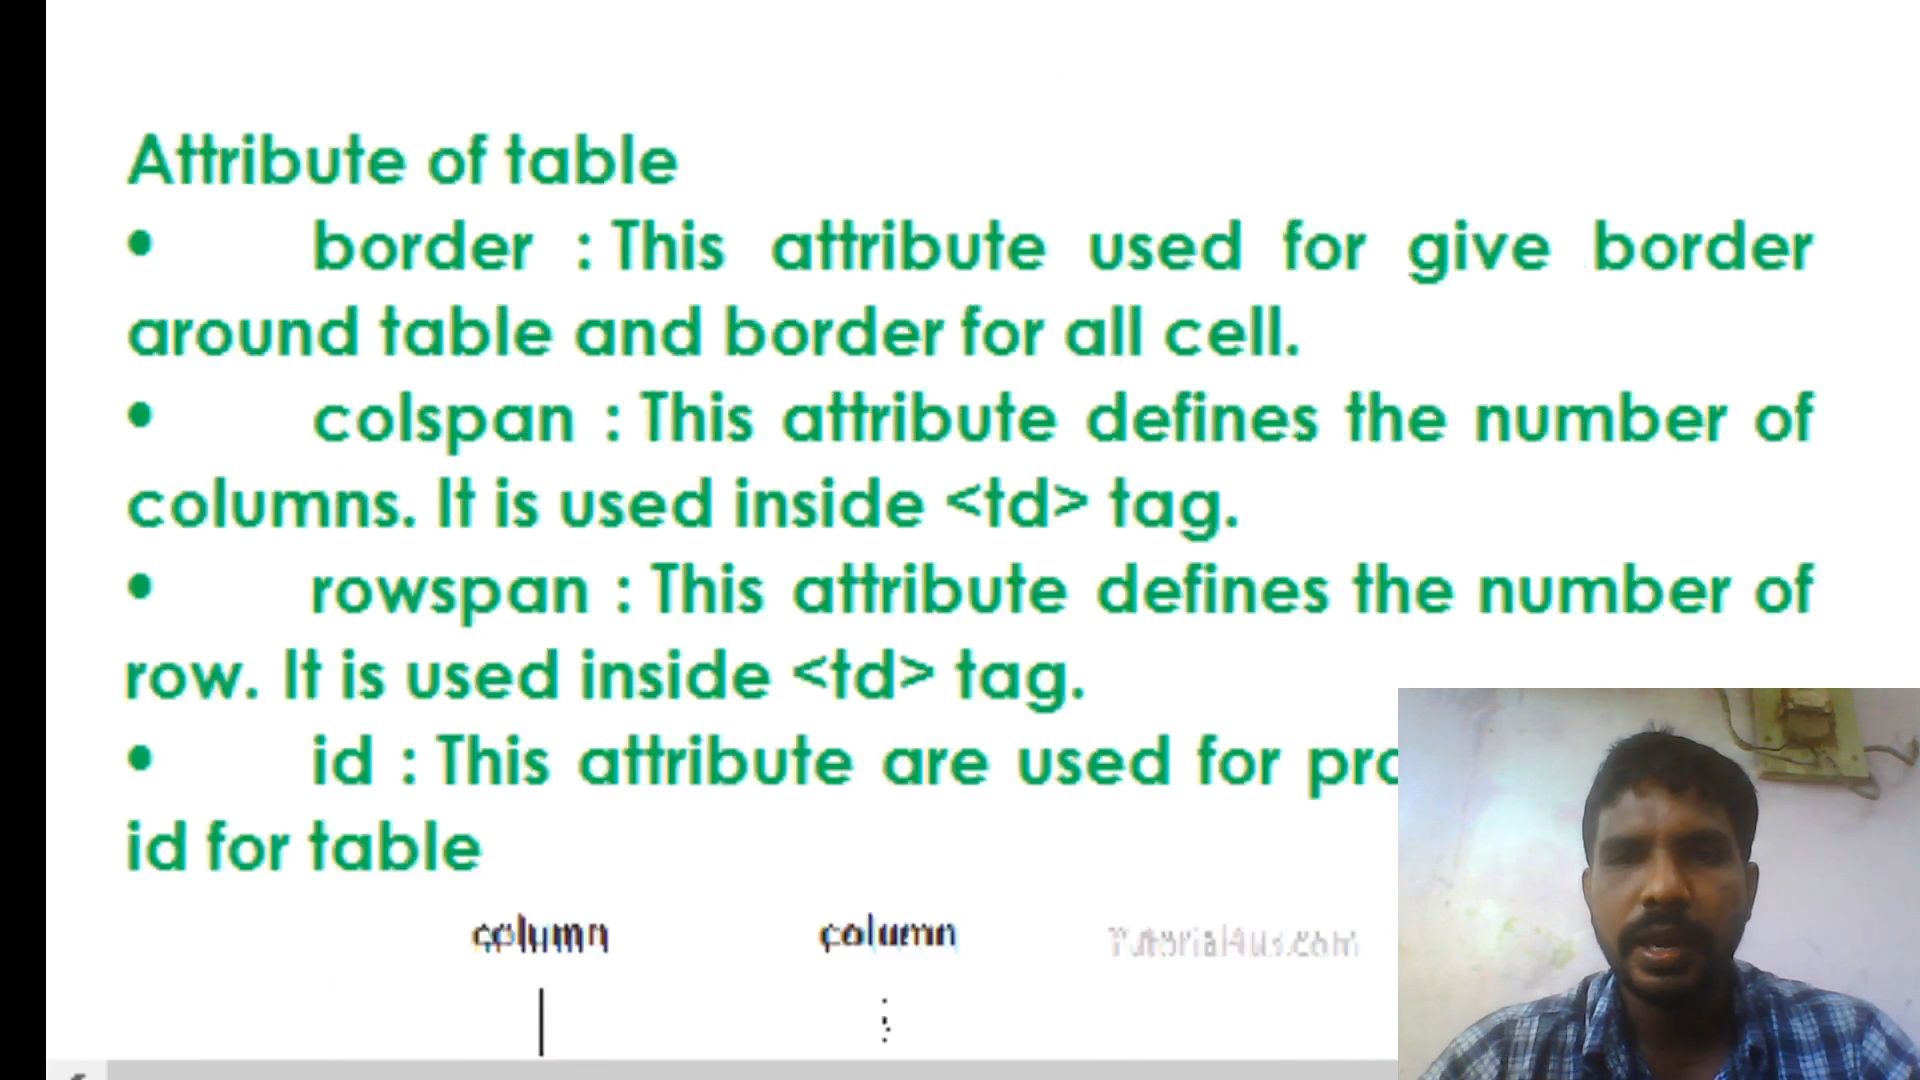 Attribute of table
• border : This attribute used for give border
around table and border for all cell.
• colspan : This attribute defines the number of
columns. It is used inside <td> tag.
• rowspan : This attribute defines the number of
row. It is used inside <td> tag.
• id : This attribute are used for
id for table
column column Tutorial4us.com